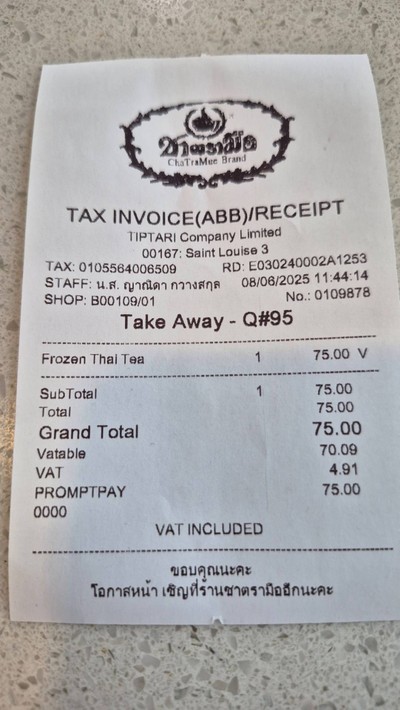 ชาตรามือ
ChaTraMue Brand
TAX INVOICE(ABB)/RECEIPT
TIPTARI Company Limited
00167: Saint Louise 3
TAX: 0105564006509 RD: E030240002A1253
STAFF: น.ส. ญาณิดา กวางสกุล 08/06/2025 11:44:14
SHOP: B00109/01 No.: 0109878
Take Away - Q#95
Frozen Thai Tea 1 75.00 V
SubTotal 1 75.00
Total 75.00
Grand Total 75.00
Vatable 70.09
VAT 4.91
PROMPTPAY 75.00
0000
VAT INCLUDED
ขอบคุณนะคะ
โอกาสหน้า เชิญที่ร้านชาตรามืออีกนะคะ